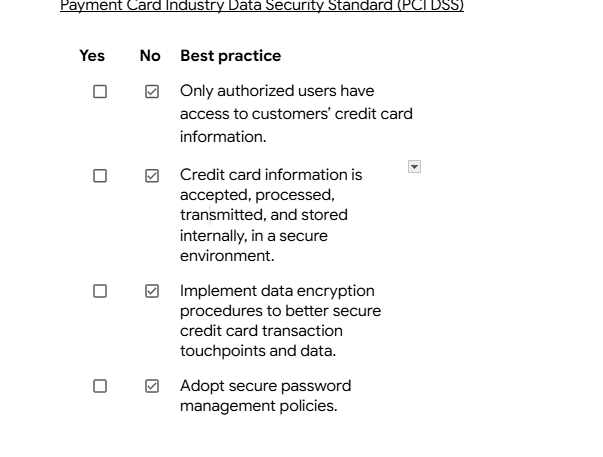 Payment Card Industry Data Security Standard (PCI DSS)
Yes No Best practice
Only authorized users have
access to customers’ credit card
information.
Credit card information is
accepted, processed,
transmitted, and stored
internally, in a secure
environment.
Implement data encryption
procedures to better secure
credit card transaction
touchpoints and data.
Adopt secure password
management policies.